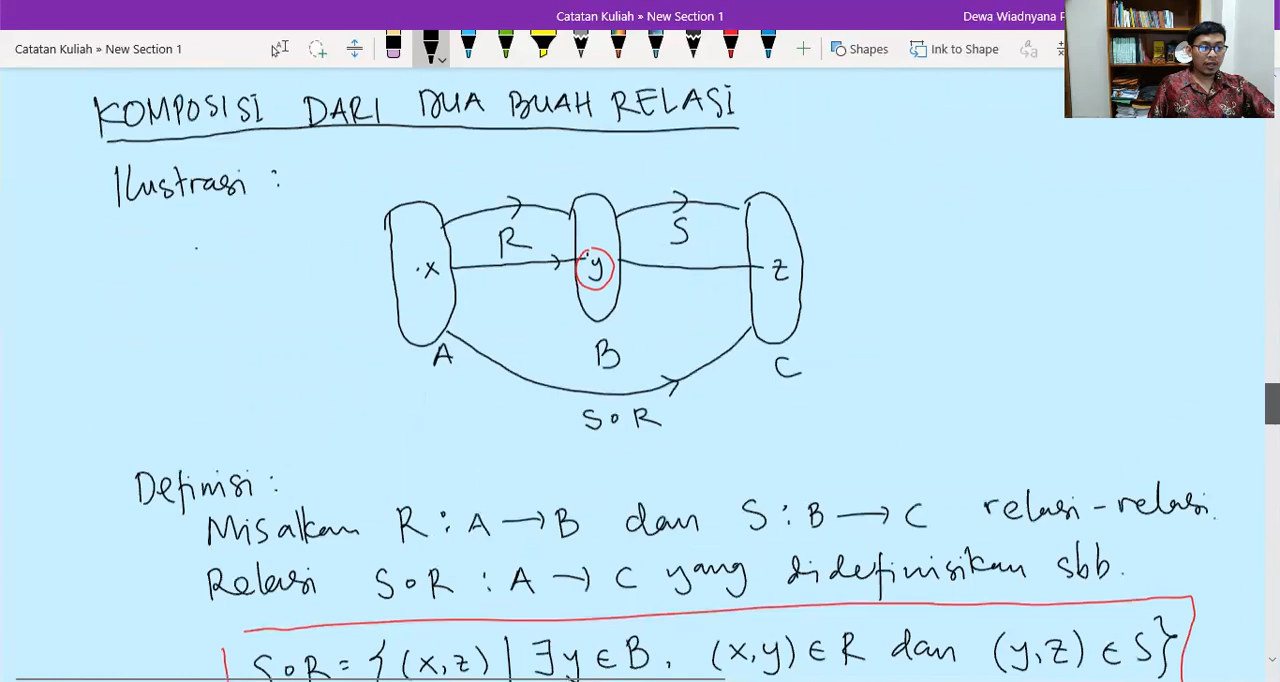 Catatan Kuliah » New Section 1
Dewa Wiadnyana
Catatan Kuliah » New Section 1
Shapes
Ink to Shape
KOMPOSISI DARI DUA BUAH RELASI
Ilustrasi :
R
S
.x
y
z
A
B
C
S∘R
Definisi :
Misalkan R : A → B dan S : B → C relasi-relasi.
Relasi S∘R : A → C yang didefinisikan sbb.
S∘R = { (x,z) | ∃y ∈ B, (x,y) ∈ R dan (y,z) ∈ S }